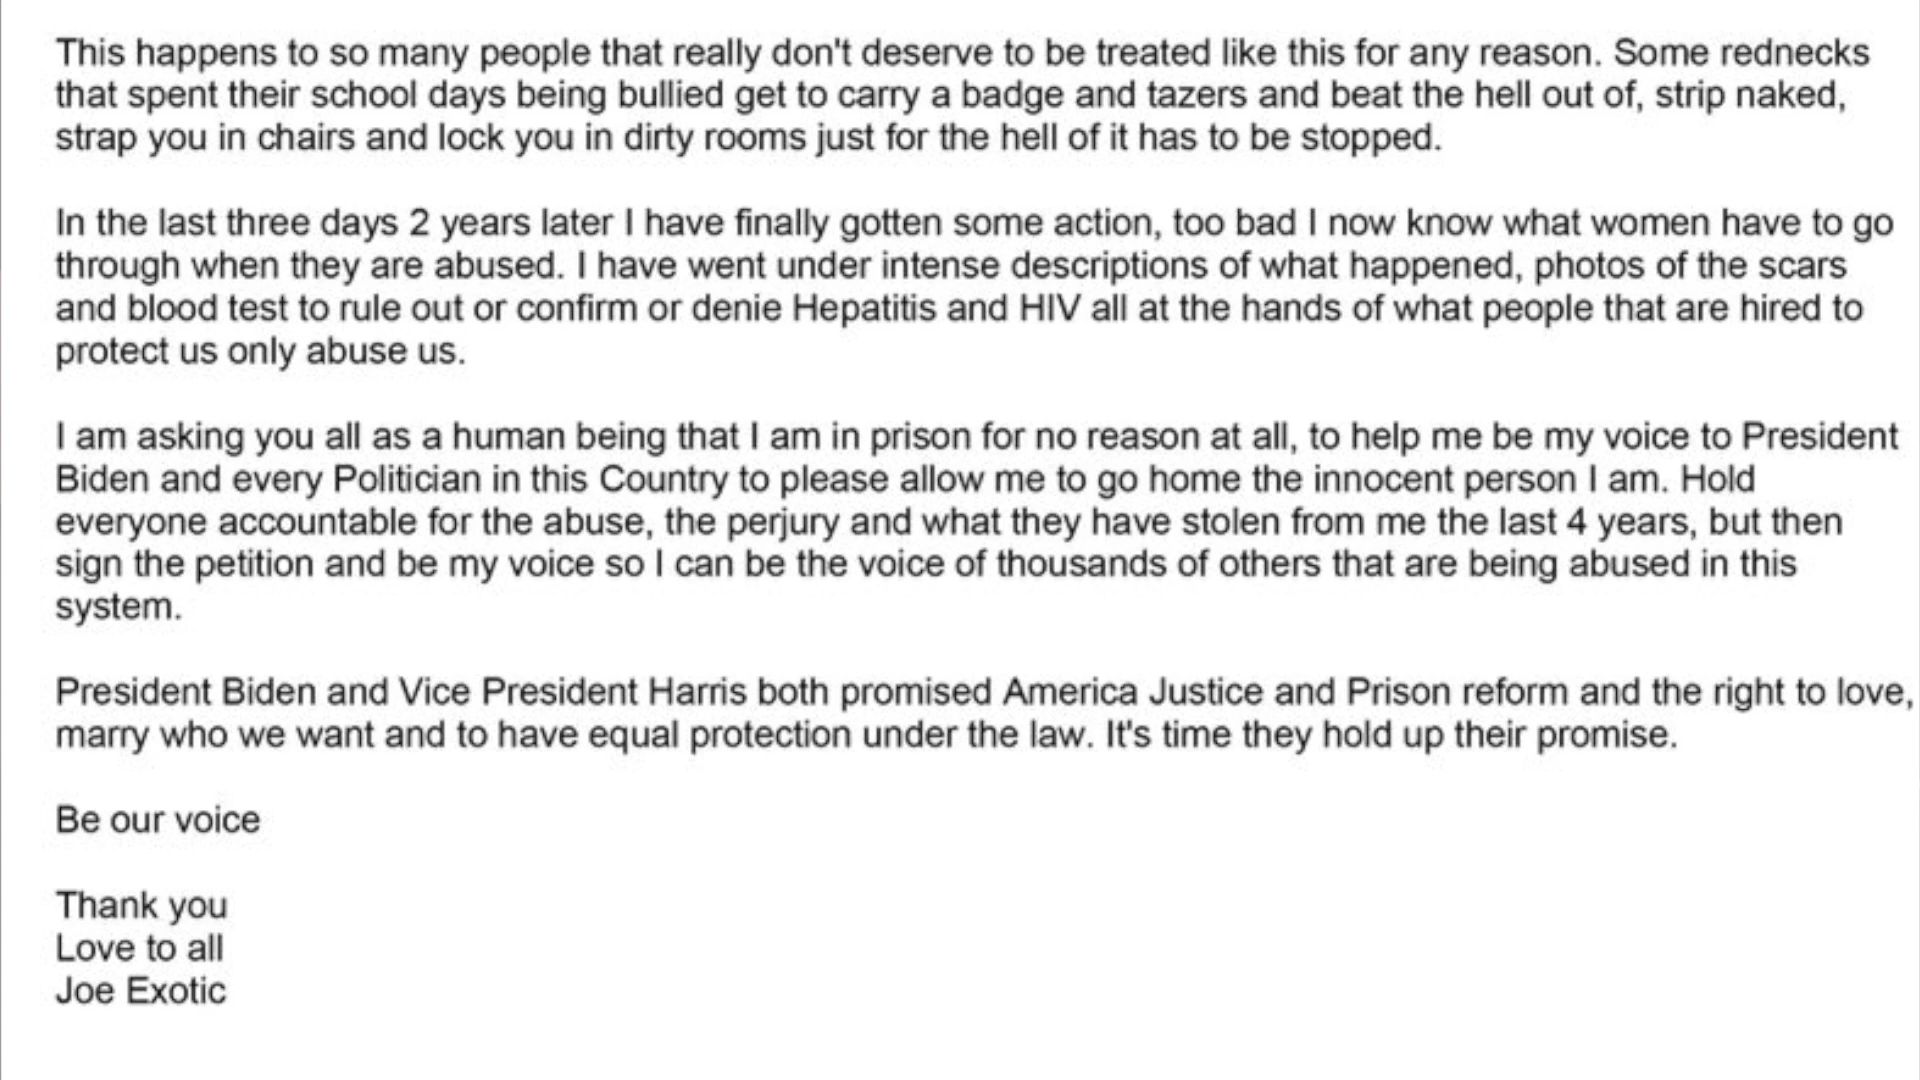 This happens to so many people that really don't deserve to be treated like this for any reason. Some rednecks
that spent their school days being bullied get to carry a badge and tazers and beat the hell out of, strip naked,
strap you in chairs and lock you in dirty rooms just for the hell of it has to be stopped.
In the last three days 2 years later I have finally gotten some action, too bad I now know what women have to go
through when they are abused. I have went under intense descriptions of what happened, photos of the scars
and blood test to rule out or confirm or denie Hepatitis and HIV all at the hands of what people that are hired to
protect us only abuse us.
I am asking you all as a human being that I am in prison for no reason at all, to help me be my voice to President
Biden and every Politician in this Country to please allow me to go home the innocent person I am. Hold
everyone accountable for the abuse, the perjury and what they have stolen from me the last 4 years, but then
sign the petition and be my voice so I can be the voice of thousands of others that are being abused in this
system.
President Biden and Vice President Harris both promised America Justice and Prison reform and the right to love,
marry who we want and to have equal protection under the law. It's time they hold up their promise.
Be our voice
Thank you
Love to all
Joe Exotic